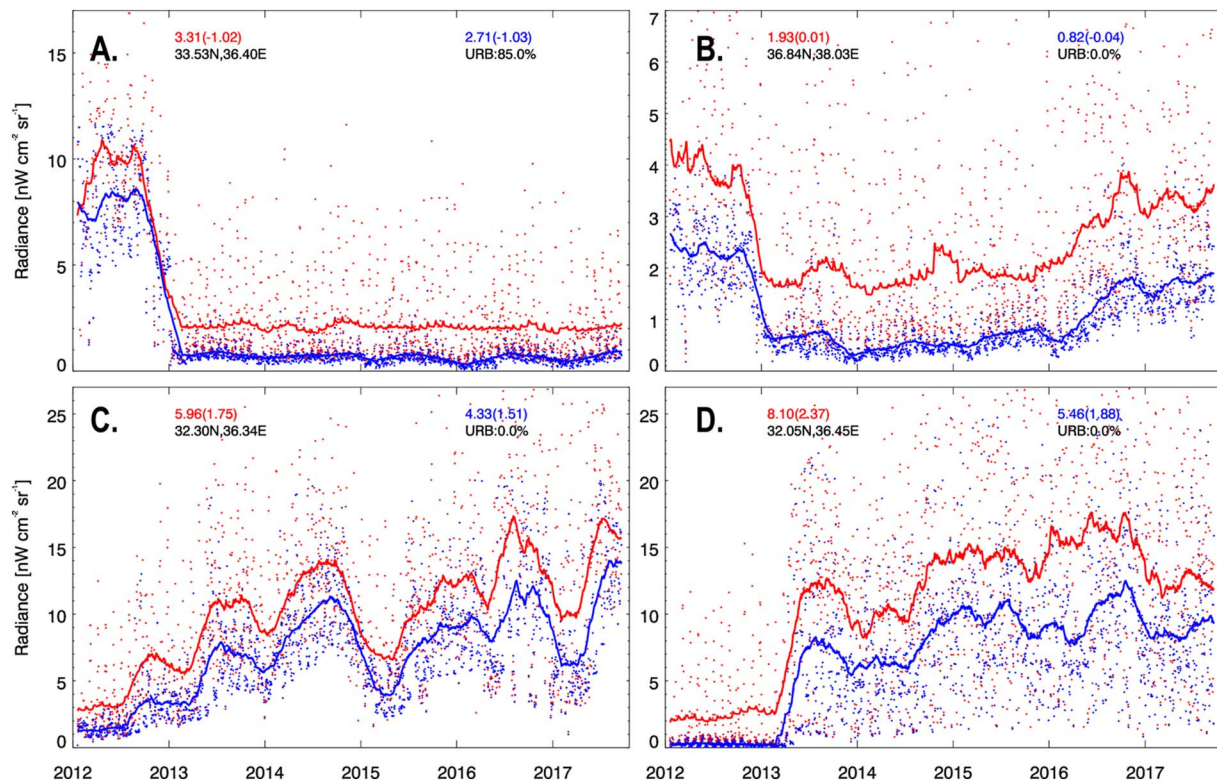 A.
3.31(-1.02)
2.71(-1.03)
33.53N,36.40E
URB:85.0%
15
10
5
0
Radiance [nW cm⁻² sr⁻¹]
B.
1.93(0.01)
0.82(-0.04)
36.84N,38.03E
URB:0.0%
7
6
5
4
3
2
1
0
C.
5.96(1.75)
4.33(1.51)
32.30N,36.34E
URB:0.0%
25
20
15
10
5
0
Radiance [nW cm⁻² sr⁻¹]
2012 2013 2014 2015 2016 2017
D.
8.10(2.37)
5.46(1.88)
32.05N,36.45E
URB:0.0%
25
20
15
10
5
0
2012 2013 2014 2015 2016 2017